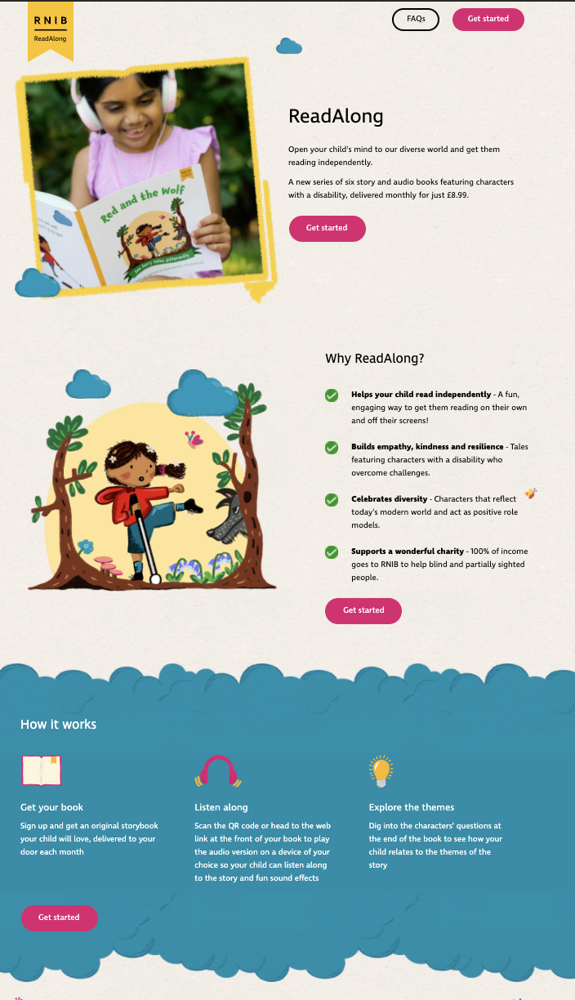 RNIB
ReadAlong
FAQs
Get started
RNIB
Red and the Wolf
See fairy tales differently
ReadAlong
Open your child's mind to our diverse world and get them
reading independently.
A new series of six story and audio books featuring characters
with a disability, delivered monthly for just £8.99.
Get started
Why ReadAlong?
Helps your child read independently - A fun,
engaging way to get them reading on their own
and off their screens!
Builds empathy, kindness and resilience - Tales
featuring characters with a disability who
overcome challenges.
Celebrates diversity - Characters that reflect
today's modern world and act as positive role
models.
Supports a wonderful charity - 100% of income
goes to RNIB to help blind and partially sighted
people.
Get started
How it works
Get your book
Sign up and get an original storybook
your child will love, delivered to your
door each month
Listen along
Scan the QR code or head to the web
link at the front of your book to play
the audio version on a device of your
choice so your child can listen along
to the story and fun sound effects
Explore the themes
Dig into the characters’ questions at
the end of the book to see how your
child relates to the themes of the
story
Get started